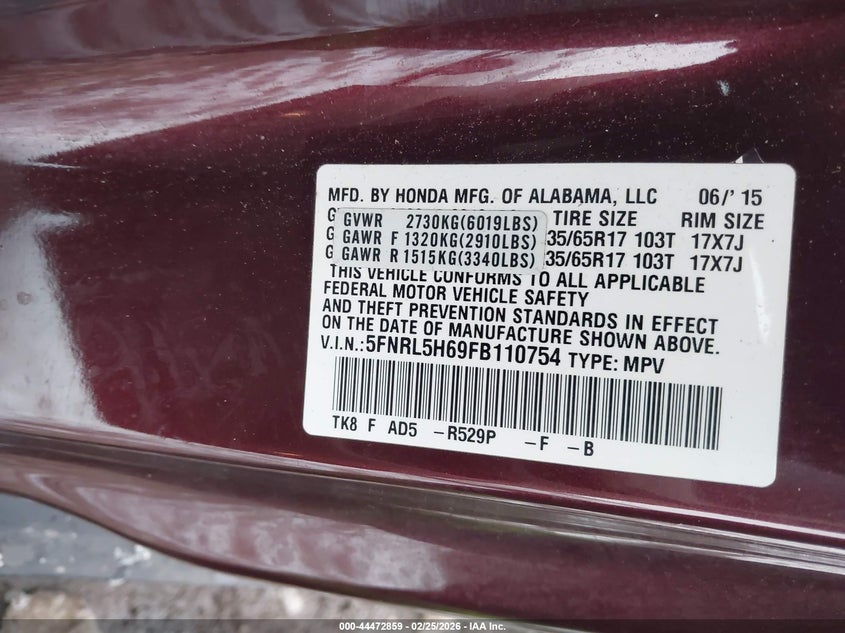 MFD. BY HONDA MFG. OF ALABAMA, LLC 06/' 15
TIRE SIZE RIM SIZE
GVWR 2730KG(6019LBS)
GAWR F 1320KG(2910LBS) 35/65R17 103T 17X7J
GAWR R 1515KG(3340LBS) 35/65R17 103T 17X7J
THIS VEHICLE CONFORMS TO ALL APPLICABLE
FEDERAL MOTOR VEHICLE SAFETY
AND THEFT PREVENTION STANDARDS IN EFFECT
ON THE DATE OF MANUFACTURE SHOWN ABOVE.
V.I.N.:5FNRL5H69FB110754 TYPE: MPV
TK8 F AD5 -R529P -F -B
000-44472859 - 02/25/2026 - IAA Inc.